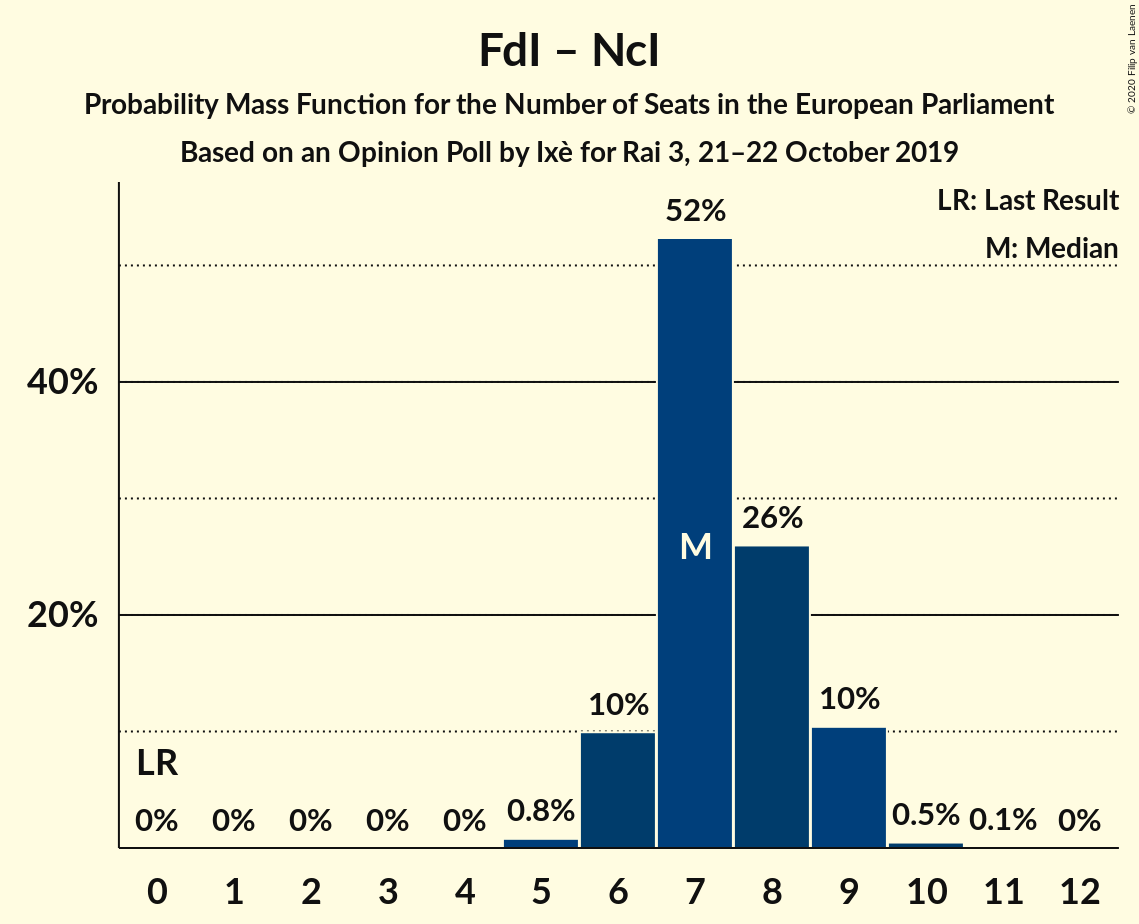 FdI – NcI
Probability Mass Function for the Number of Seats in the European Parliament
Based on an Opinion Poll by Ixè for Rai 3, 21–22 October 2019
© 2020 Filip van Laenen
LR: Last Result
M: Median
52%
40%
26%
M
20%
10%
10%
LR
0%
0%
0%
0%
0%
0.8%
0.5%
0.1%
0%
0 1 2 3 4 5 6 7 8 9 10 11 12